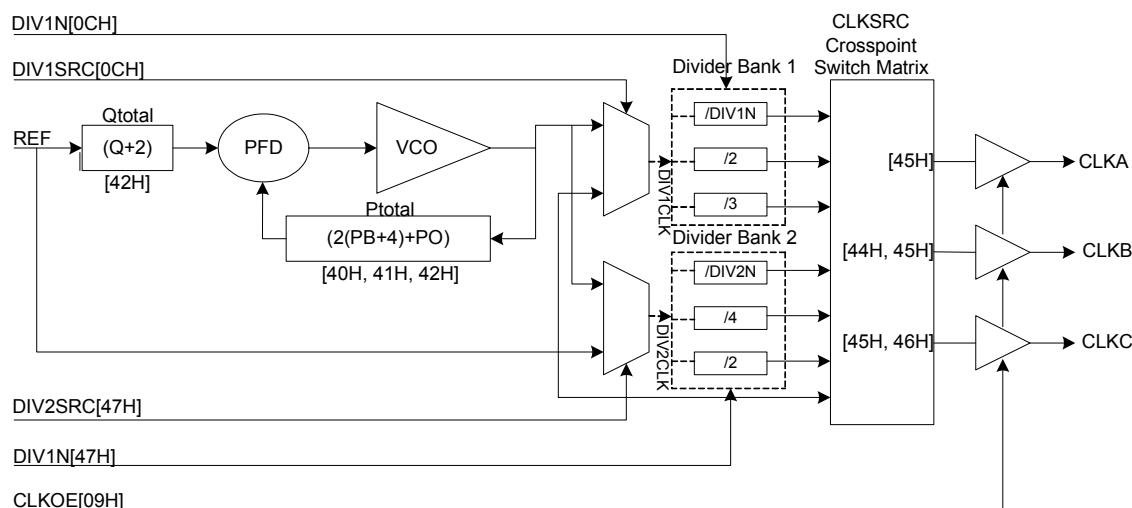 DIV1N[0CH]
CLKSRC
Crosspoint
Switch Matrix
DIV1SRC[0CH]
Divider Bank 1
Qtotal
/DIV1N
REF
(Q+2)
PFD
VCO
/2
[45H]
CLKA
[42H]
DIV1CLK
/3
Ptotal
(2(PB+4)+PO)
Divider Bank 2
[40H, 41H, 42H]
/DIV2N
[44H, 45H]
CLKB
/4
DIV2CLK
[45H, 46H]
CLKC
/2
DIV2SRC[47H]
DIV1N[47H]
CLKOE[09H]